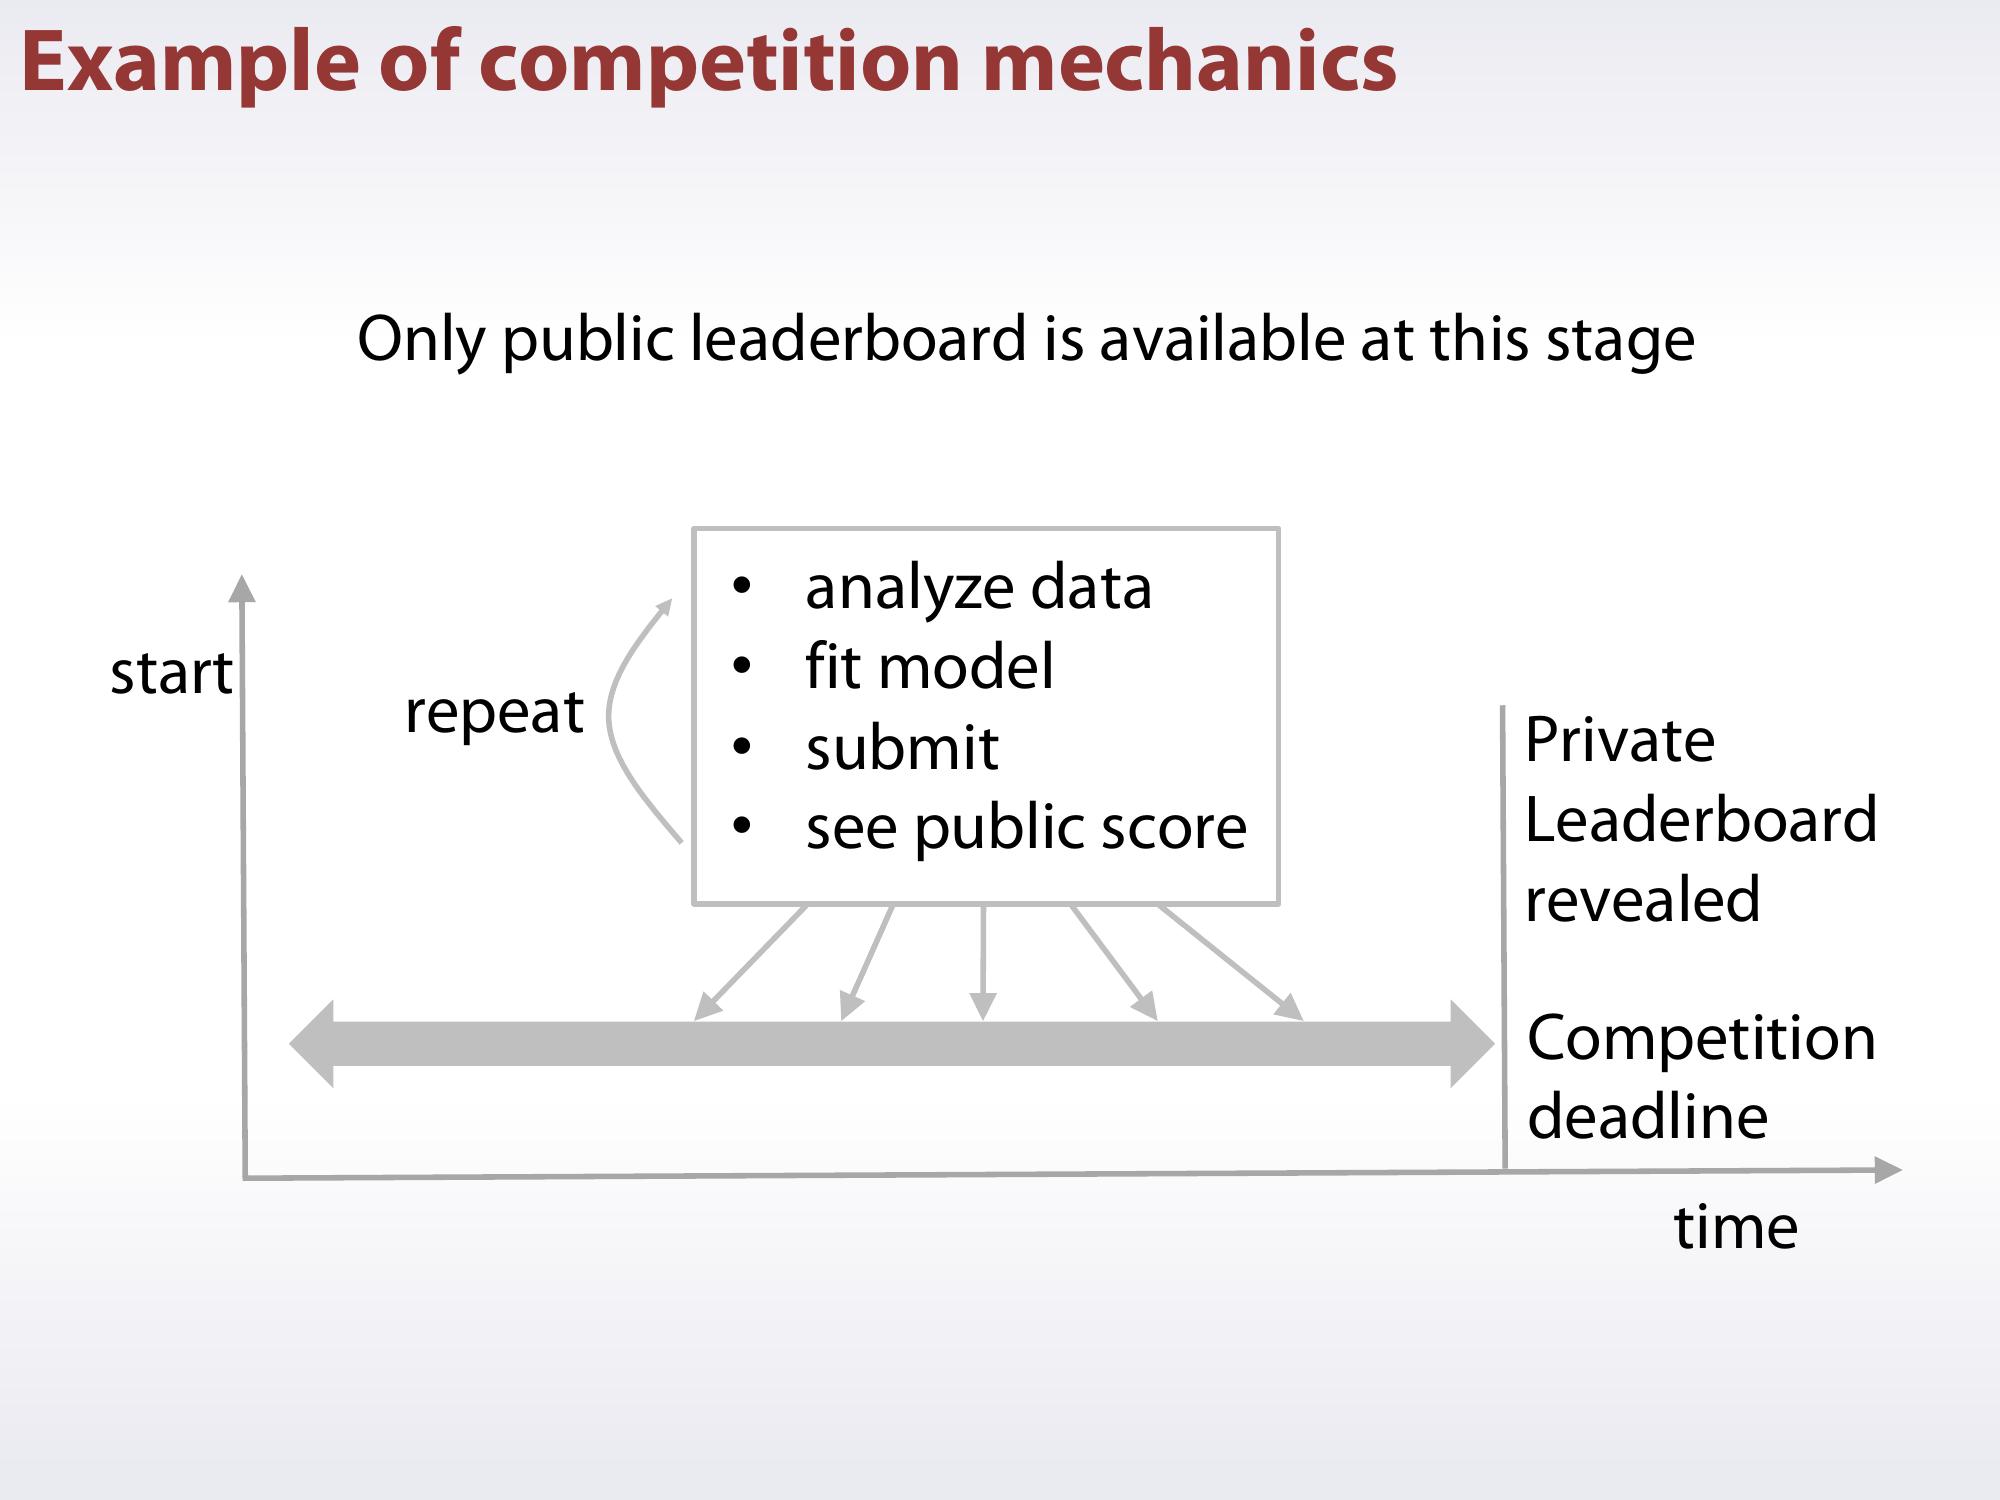 Example of competition mechanics
Only public leaderboard is available at this stage
start
repeat
• analyze data
• fit model
• submit
• see public score
Private
Leaderboard
revealed
Competition
deadline
time